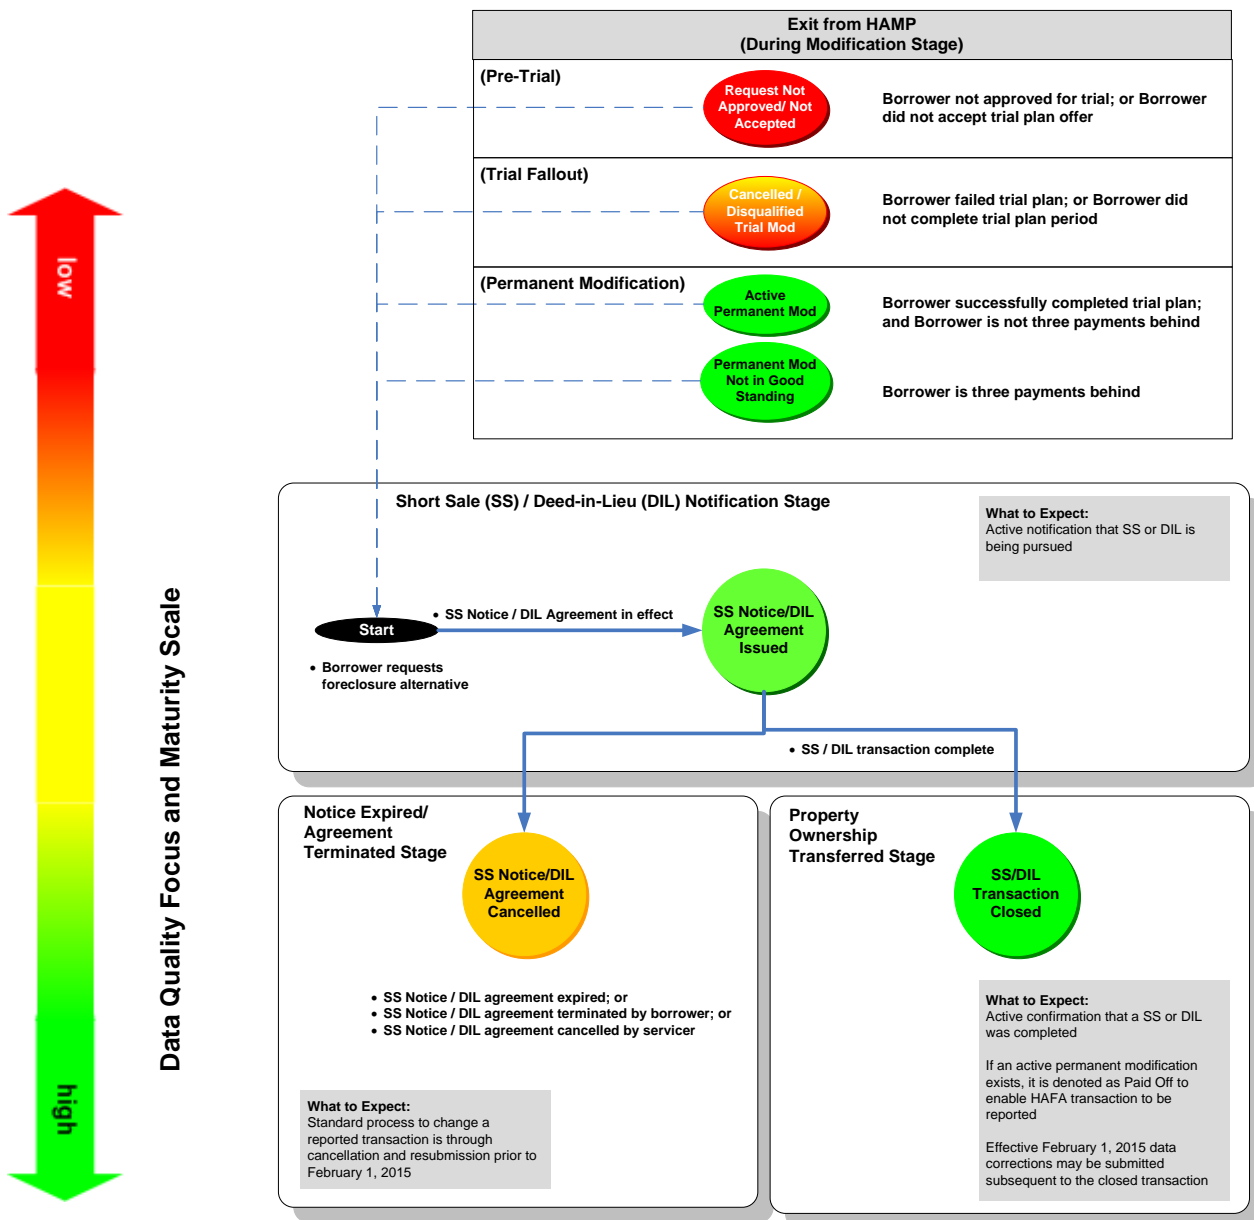 Exit from HAMP
(During Modification Stage)
(Pre-Trial)
Request Not
Approved/ Not
Accepted
Borrower not approved for trial; or Borrower
did not accept trial plan offer
(Trial Fallout)
Cancelled /
Disqualified
Trial Mod
Borrower failed trial plan; or Borrower did
not complete trial plan period
(Permanent Modification)
Active
Permanent Mod
Borrower successfully completed trial plan;
and Borrower is not three payments behind
Permanent Mod
Not in Good
Standing
Borrower is three payments behind
low
Data Quality Focus and Maturity Scale
high
Short Sale (SS) / Deed-in-Lieu (DIL) Notification Stage
What to Expect:
Active notification that SS or DIL is
being pursued
Start
• SS Notice / DIL Agreement in effect
SS Notice/DIL
Agreement
Issued
• Borrower requests
foreclosure alternative
• SS / DIL transaction complete
Notice Expired/
Agreement
Terminated Stage
SS Notice/DIL
Agreement
Cancelled
• SS Notice / DIL agreement expired; or
• SS Notice / DIL agreement terminated by borrower; or
• SS Notice / DIL agreement cancelled by servicer
What to Expect:
Standard process to change a
reported transaction is through
cancellation and resubmission prior to
February 1, 2015
Property
Ownership
Transferred Stage
SS/DIL
Transaction
Closed
What to Expect:
Active confirmation that a SS or DIL
was completed
If an active permanent modification
exists, it is denoted as Paid Off to
enable HAFA transaction to be
reported
Effective February 1, 2015 data
corrections may be submitted
subsequent to the closed transaction